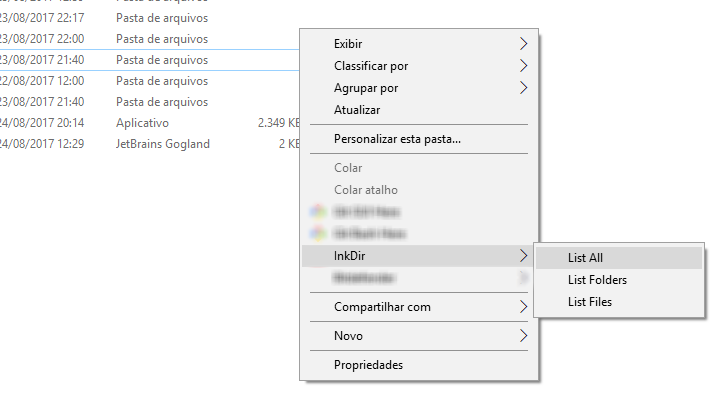 23/08/2017 22:17 Pasta de arquivos
23/08/2017 22:00 Pasta de arquivos
23/08/2017 21:40 Pasta de arquivos
22/08/2017 12:00 Pasta de arquivos
23/08/2017 21:40 Pasta de arquivos
24/08/2017 20:14 Aplicativo 2.349 KB
24/08/2017 12:29 JetBrains Gogland 2 KB
Exibir
Classificar por
Agrupar por
Atualizar
Personalizar esta pasta...
Colar
Colar atalho
InkDir
Compartilhar com
Novo
Propriedades
List All
List Folders
List Files